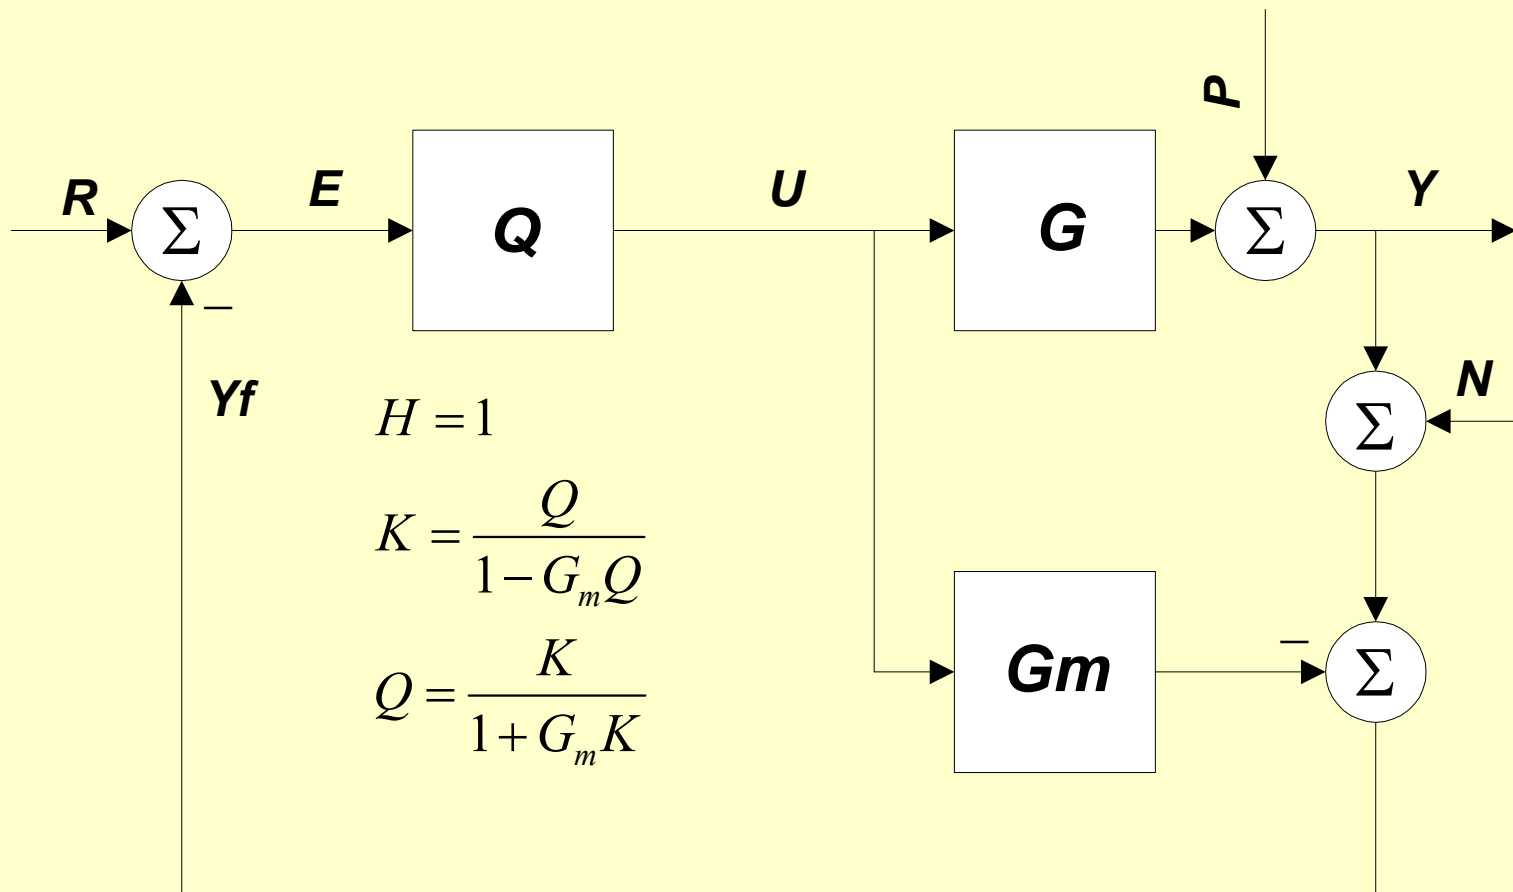 P
R
Σ
E
Q
U
G
Σ
Y
–
Yf
N
Σ
H = 1
K = Q / (1 – GₘQ)
Q = K / (1 + GₘK)
Gm
–
Σ